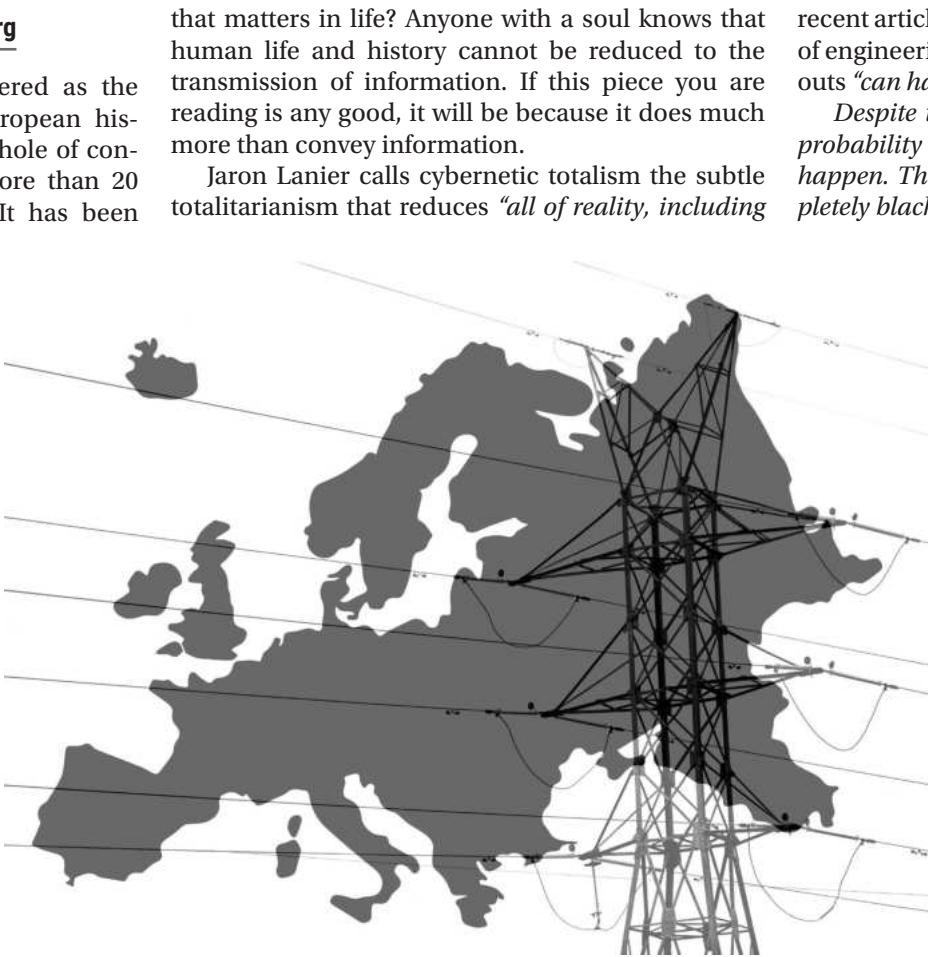 rg
ered as the
ropean his-
hole of con-
ore than 20
It has been
that matters in life? Anyone with a soul knows that
human life and history cannot be reduced to the
transmission of information. If this piece you are
reading is any good, it will be because it does much
more than convey information.
Jaron Lanier calls cybernetic totalism the subtle
totalitarianism that reduces “all of reality, including
recent articl
of engineeri
outs “can ha
Despite i
probability
happen. Th
pletely black